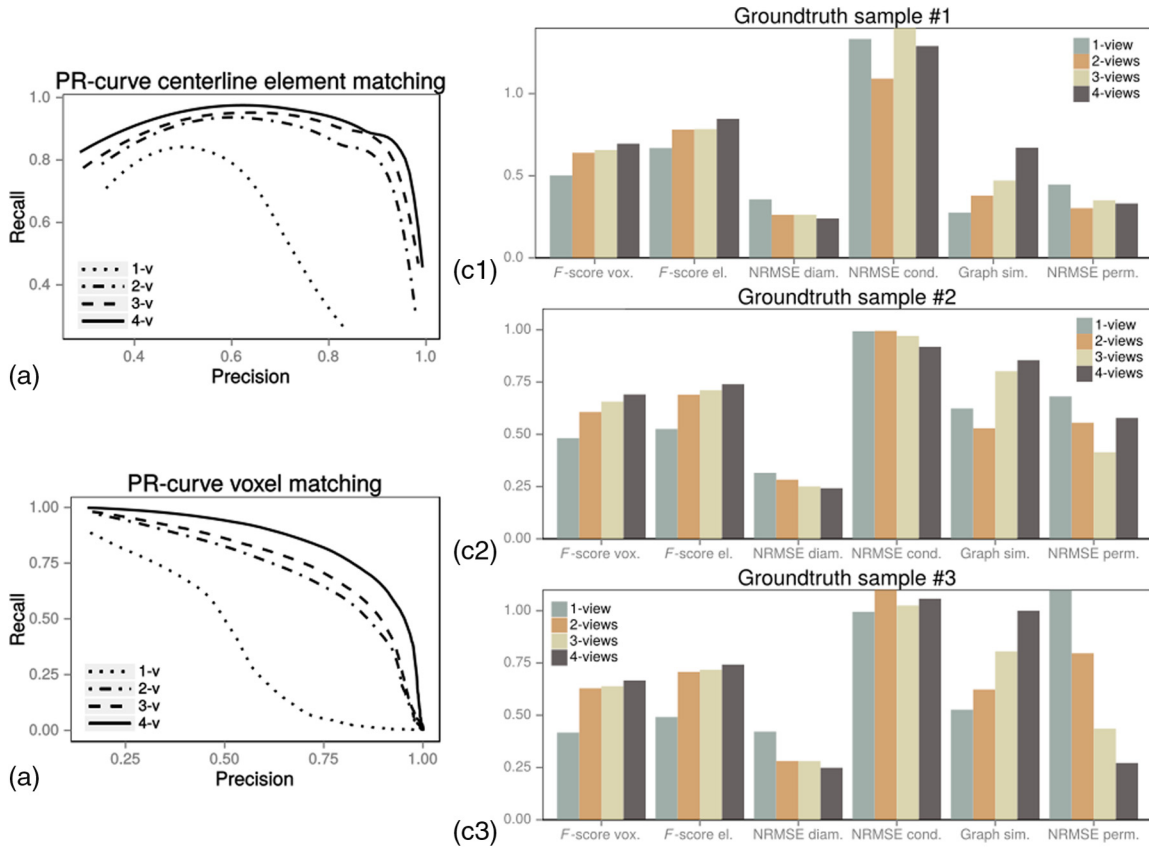 PR-curve centerline element matching
1.0
0.8
0.6
0.4
Recall
1-v
2-v
3-v
4-v
0.4 0.6 0.8 1.0
Precision
(a)
PR-curve voxel matching
1.00
0.75
0.50
0.25
0.00
Recall
1-v
2-v
3-v
4-v
0.25 0.50 0.75 1.00
Precision
(a)
Groundtruth sample #1
1-view
2-views
3-views
4-views
1.0
0.5
0.0
(c1)
F-score vox. F-score el. NRMSE diam. NRMSE cond. Graph sim. NRMSE perm.
Groundtruth sample #2
1-view
2-views
3-views
4-views
1.00
0.75
0.50
0.25
0.00
(c2)
F-score vox. F-score el. NRMSE diam. NRMSE cond. Graph sim. NRMSE perm.
Groundtruth sample #3
1-view
2-views
3-views
4-views
1.00
0.75
0.50
0.25
0.00
(c3)
F-score vox. F-score el. NRMSE diam. NRMSE cond. Graph sim. NRMSE perm.